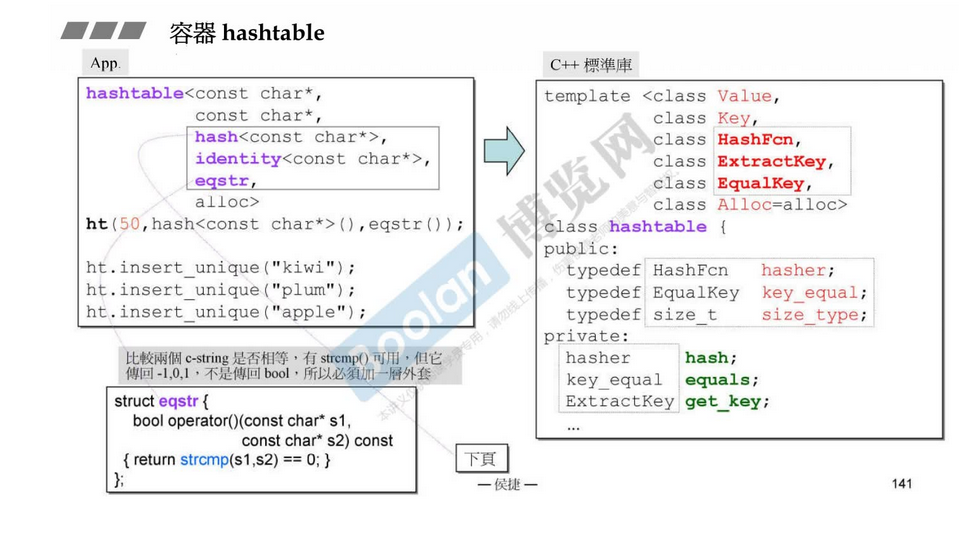 容器 hashtable
App.
hashtable<const char*,
const char*,
hash<const char*>,
identity<const char*>,
eqstr,
alloc>
ht(50,hash<const char*>(),eqstr());
ht.insert_unique("kiwi");
ht.insert_unique("plum");
ht.insert_unique("apple");
比較兩個 c-string 是否相等，有 strcmp() 可用，但它
傳回 -1,0,1，不是傳回 bool，所以必須加一層外套
struct eqstr {
bool operator()(const char* s1,
const char* s2) const
{ return strcmp(s1,s2) == 0; }
};
C++ 標準庫
template <class Value,
class Key,
class HashFcn,
class ExtractKey,
class EqualKey,
class Alloc=alloc>
class hashtable {
public:
typedef HashFcn hasher;
typedef EqualKey key_equal;
typedef size_t size_type;
private:
hasher hash;
key_equal equals;
ExtractKey get_key;
...
下頁
— 侯捷 —
141
Boolan 博览网